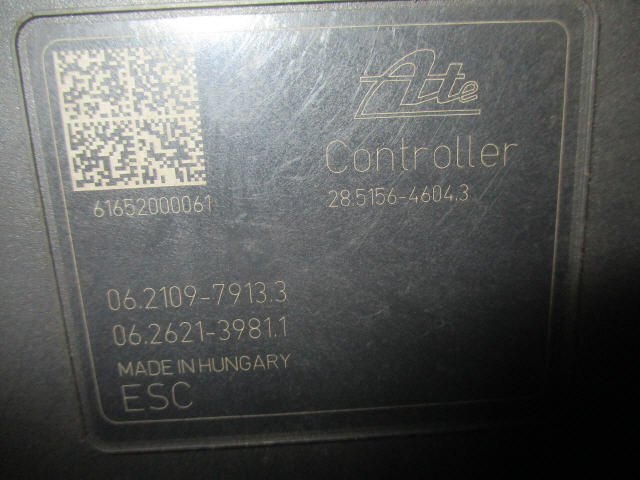 Ate
Controller
28.5156-4604.3
61652000061
06.2109-7913.3
06.2621-3981.1
MADE IN HUNGARY
ESC